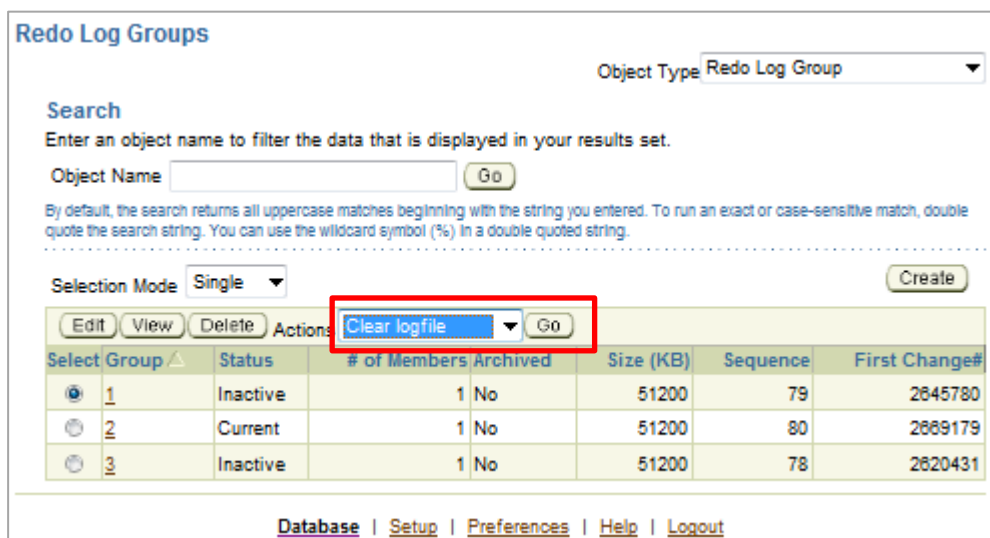 Redo Log Groups
Object Type Redo Log Group
Search
Enter an object name to filter the data that is displayed in your results set.
Object Name Go
By default, the search returns all uppercase matches beginning with the string you entered. To run an exact or case-sensitive match, double
quote the search string. You can use the wildcard symbol (%) in a double quoted string.
Selection Mode Single Create
Edit View Delete Actions Clear logfile Go
Select Group Status # of Members Archived Size (KB) Sequence First Change#
1 Inactive 1 No 51200 79 2645780
2 Current 1 No 51200 80 2669179
3 Inactive 1 No 51200 78 2620431
Database | Setup | Preferences | Help | Logout